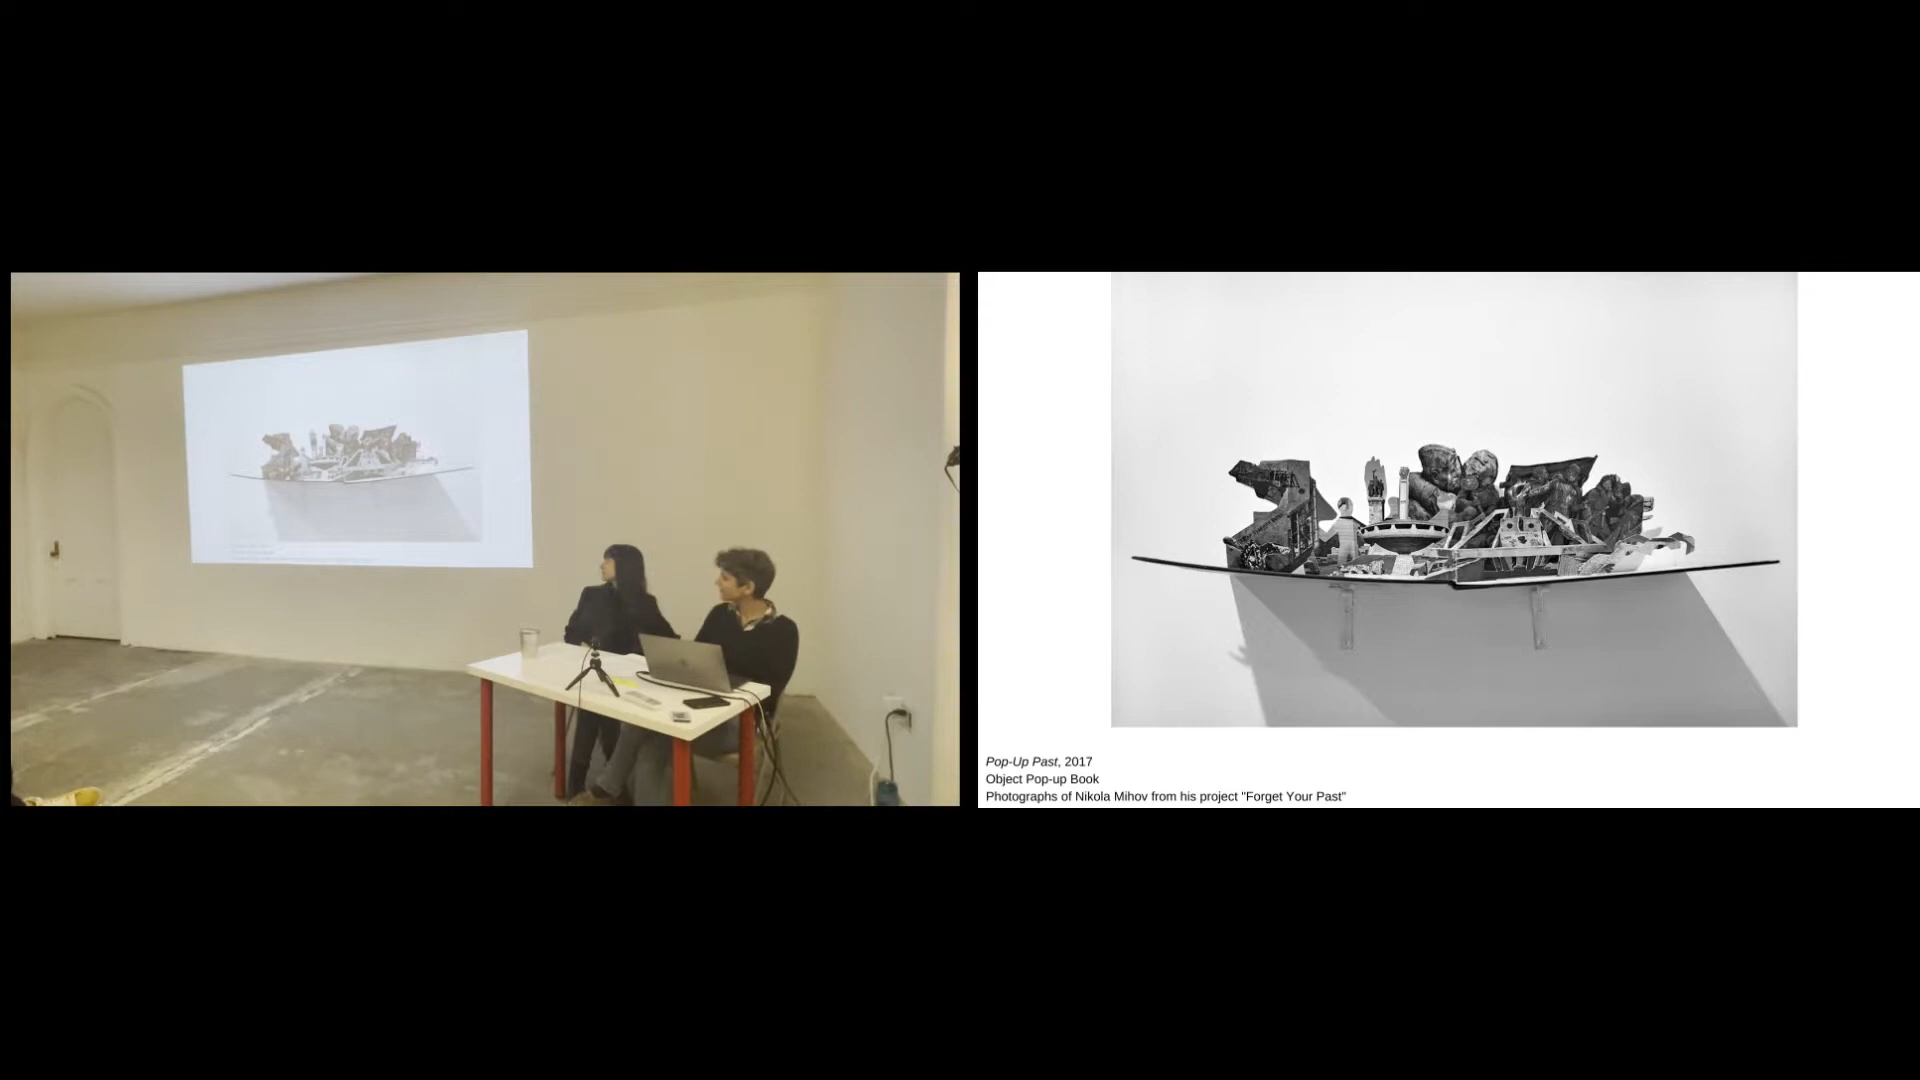 Pop-Up Past, 2017
Object Pop-up Book
Photographs of Nikola Mihov from his project "Forget Your Past"